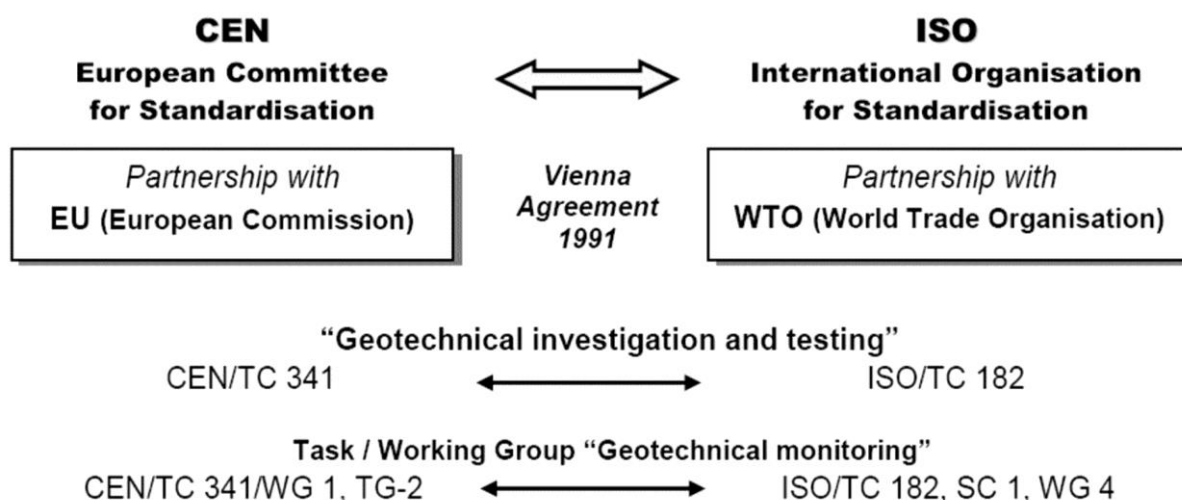 CEN
European Committee
for Standardisation
ISO
International Organisation
for Standardisation
Partnership with
EU (European Commission)
Vienna
Agreement
1991
Partnership with
WTO (World Trade Organisation)
“Geotechnical investigation and testing”
CEN/TC 341
ISO/TC 182
Task / Working Group “Geotechnical monitoring”
CEN/TC 341/WG 1, TG-2
ISO/TC 182, SC 1, WG 4